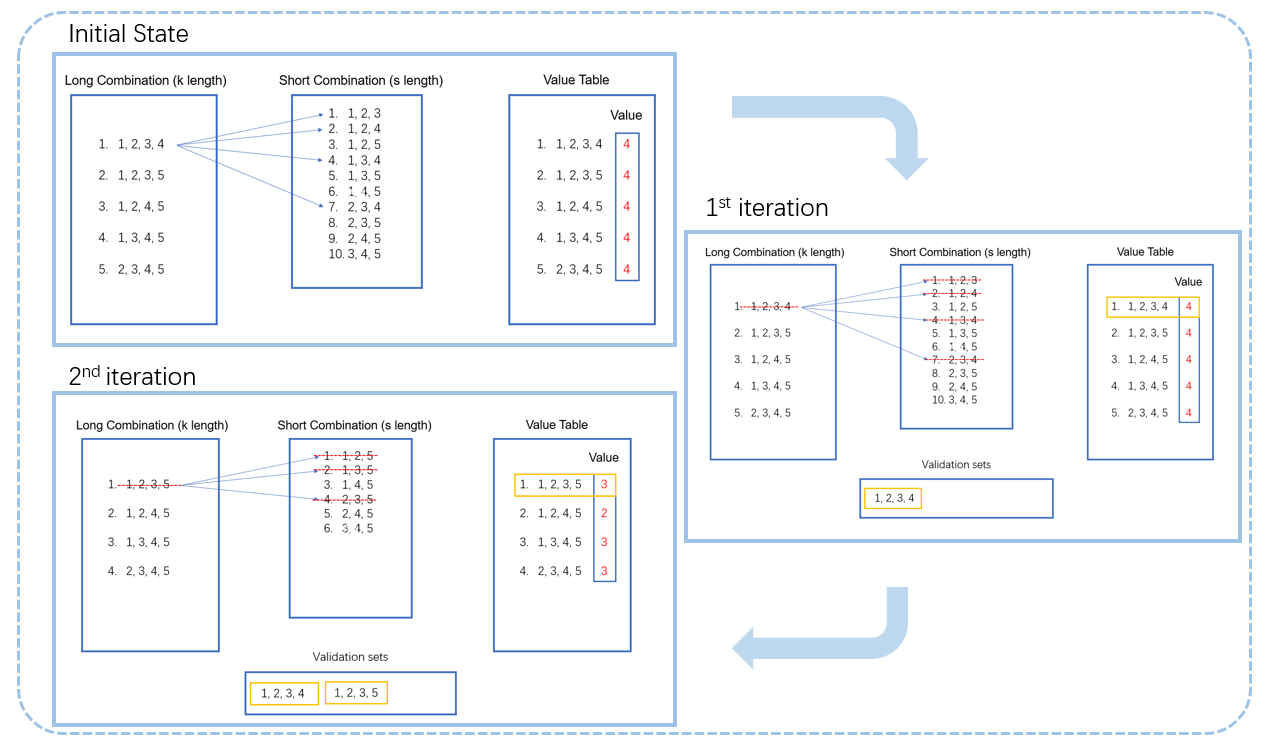 Initial State
Long Combination (k length)
1. 1, 2, 3, 4
2. 1, 2, 3, 5
3. 1, 2, 4, 5
4. 1, 3, 4, 5
5. 2, 3, 4, 5
Short Combination (s length)
1. 1, 2, 3
2. 1, 2, 4
3. 1, 2, 5
4. 1, 3, 4
5. 1, 3, 5
6. 1, 4, 5
7. 2, 3, 4
8. 2, 3, 5
9. 2, 4, 5
10. 3, 4, 5
Value Table
Value
1. 1, 2, 3, 4 4
2. 1, 2, 3, 5 4
3. 1, 2, 4, 5 4
4. 1, 3, 4, 5 4
5. 2, 3, 4, 5 4
1st iteration
Long Combination (k length)
1. 1, 2, 3, 4
2. 1, 2, 3, 5
3. 1, 2, 4, 5
4. 1, 3, 4, 5
5. 2, 3, 4, 5
Short Combination (s length)
1. 1, 2, 3
2. 1, 2, 4
3. 1, 2, 5
4. 1, 3, 4
5. 1, 3, 5
6. 1, 4, 5
7. 2, 3, 4
8. 2, 3, 5
9. 2, 4, 5
10. 3, 4, 5
Value Table
Value
1. 1, 2, 3, 4 4
2. 1, 2, 3, 5 4
3. 1, 2, 4, 5 4
4. 1, 3, 4, 5 4
5. 2, 3, 4, 5 4
Validation sets
1, 2, 3, 4
2nd iteration
Long Combination (k length)
1. 1, 2, 3, 5
2. 1, 2, 4, 5
3. 1, 3, 4, 5
4. 2, 3, 4, 5
Short Combination (s length)
1. 1, 2, 5
2. 1, 3, 5
3. 1, 4, 5
4. 2, 3, 5
5. 2, 4, 5
6. 3, 4, 5
Value Table
Value
1. 1, 2, 3, 5 3
2. 1, 2, 4, 5 2
3. 1, 3, 4, 5 3
4. 2, 3, 4, 5 3
Validation sets
1, 2, 3, 4 1, 2, 3, 5